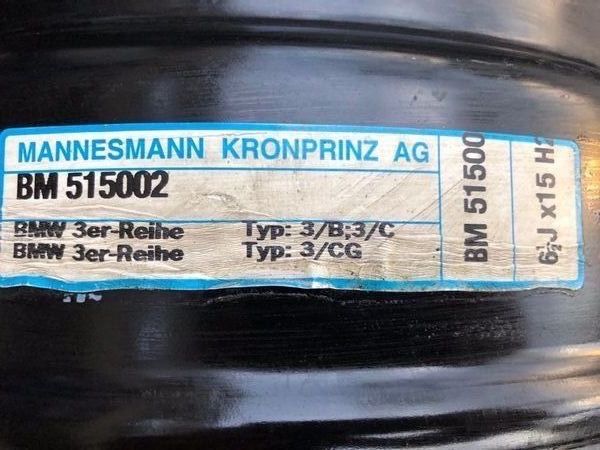 MANNESMANN KRONPRINZ AG
BM 515002
BMW 3er-Reihe Typ: 3/B;3/C
BMW 3er-Reihe Typ: 3/CG
BM 51500
6½J x15 H2